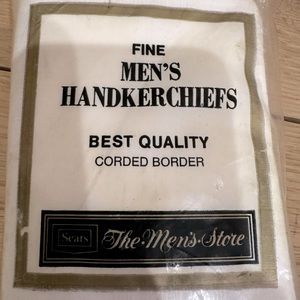 FINE
MEN'S
HANDKERCHIEFS
BEST QUALITY
CORDED BORDER
Sears The·Men's·Store